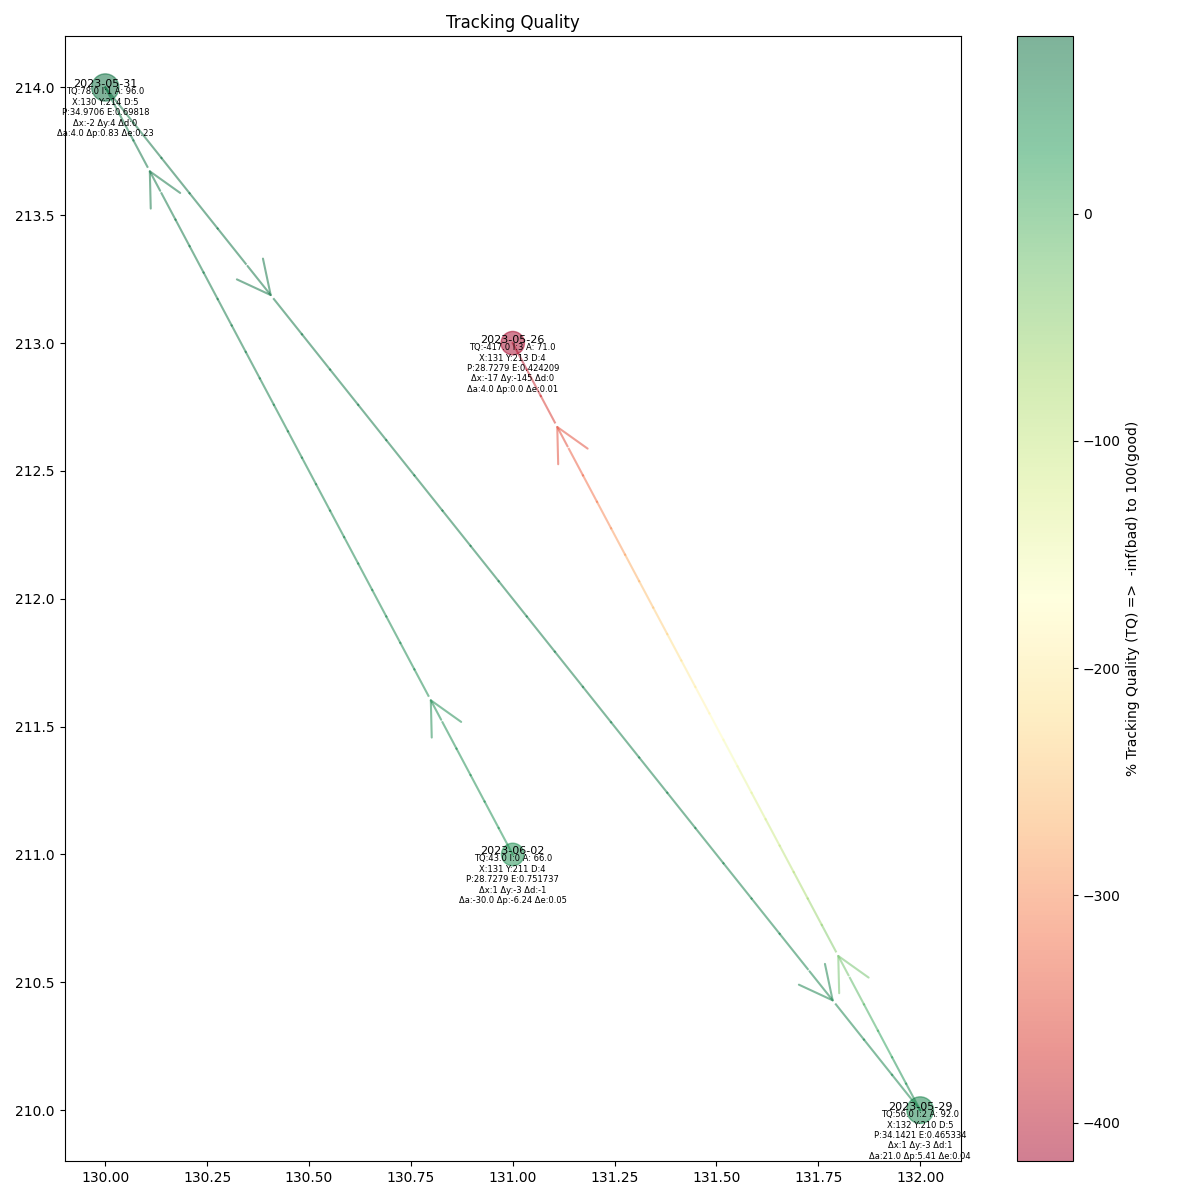 Tracking Quality
214.0
213.5
213.0
212.5
212.0
211.5
211.0
210.5
210.0
2023-05-31
TQ:78.0 I:1 A: 96.0
X:130 Y:214 D:5
P:34.9706 E:0.69818
Δx:-2 Δy:4 Δd:0
Δa:4.0 Δp:0.83 Δe:0.23
2023-05-26
TQ:-417.0 I:3 A: 71.0
X:131 Y:213 D:4
P:28.7279 E:0.424209
Δx:-17 Δy:-145 Δd:0
Δa:4.0 Δp:0.0 Δe:0.01
2023-06-02
TQ:43.0 I:0 A: 66.0
X:131 Y:211 D:4
P:28.7279 E:0.751737
Δx:1 Δy:-3 Δd:-1
Δa:-30.0 Δp:-6.24 Δe:0.05
2023-05-29
TQ:56.0 I:2 A: 92.0
X:132 Y:210 D:5
P:34.1421 E:0.465334
Δx:1 Δy:-3 Δd:1
Δa:21.0 Δp:5.41 Δe:0.04
130.00 130.25 130.50 130.75 131.00 131.25 131.50 131.75 132.00
0
−100
−200
−300
−400
% Tracking Quality (TQ) => -inf(bad) to 100(good)